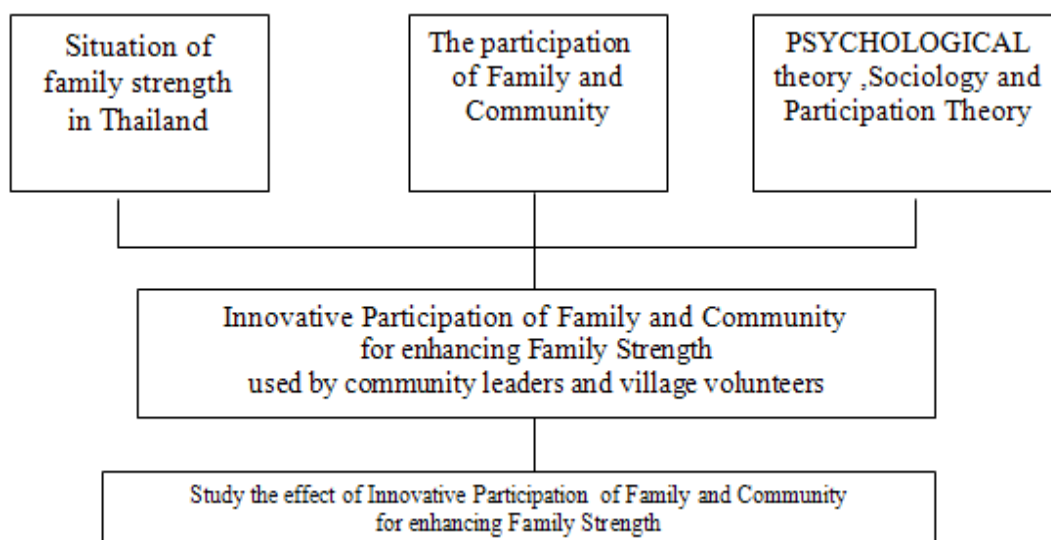 Situation of
family strength
in Thailand
The participation
of Family and
Community
PSYCHOLOGICAL
theory ,Sociology and
Participation Theory
Innovative Participation of Family and Community
for enhancing Family Strength
used by community leaders and village volunteers
Study the effect of Innovative Participation of Family and Community
for enhancing Family Strength